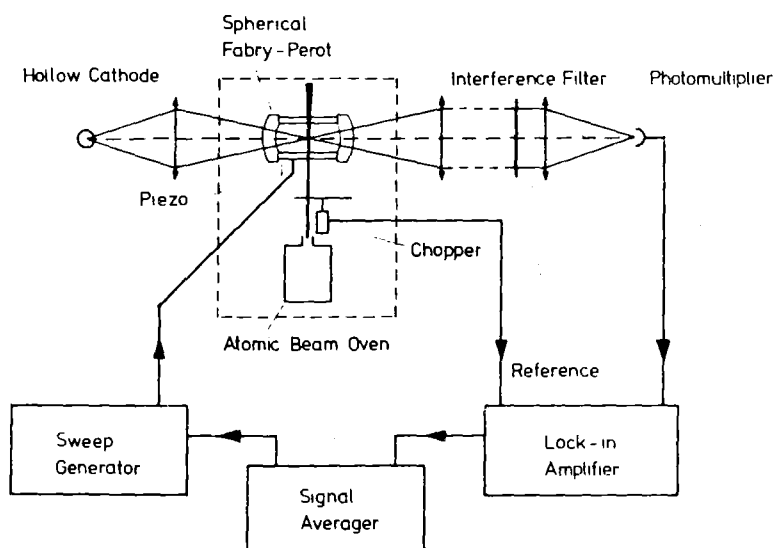 Spherical
Fabry-Perot
Hollow Cathode
Interference Filter
Photomultiplier
Piezo
Chopper
Atomic Beam Oven
Reference
Sweep
Generator
Lock-in
Amplifier
Signal
Averager